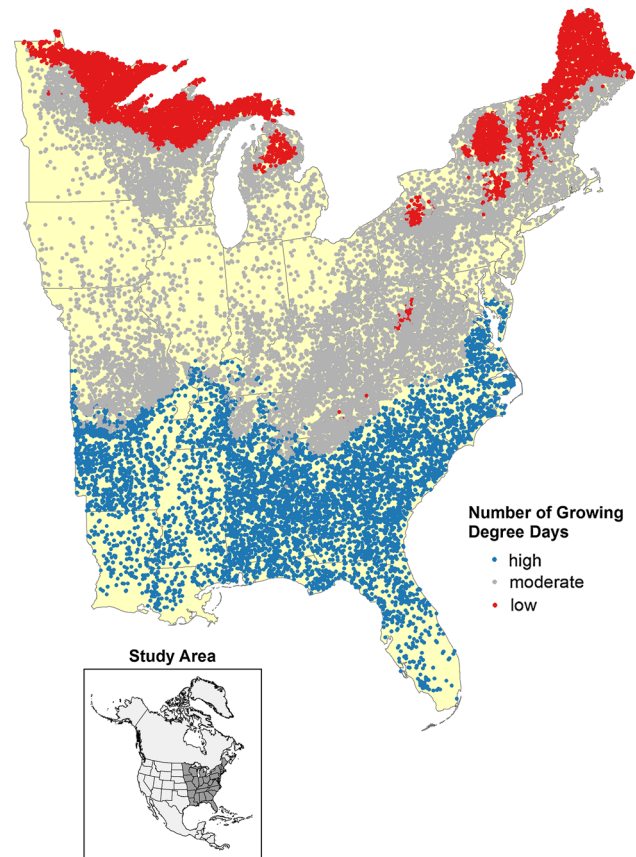 Number of Growing
Degree Days
high
moderate
low
Study Area